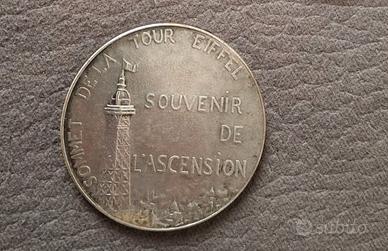 SOMMET DE LA TOUR EIFFEL
SOUVENIR
DE
L'ASCENSION
subito